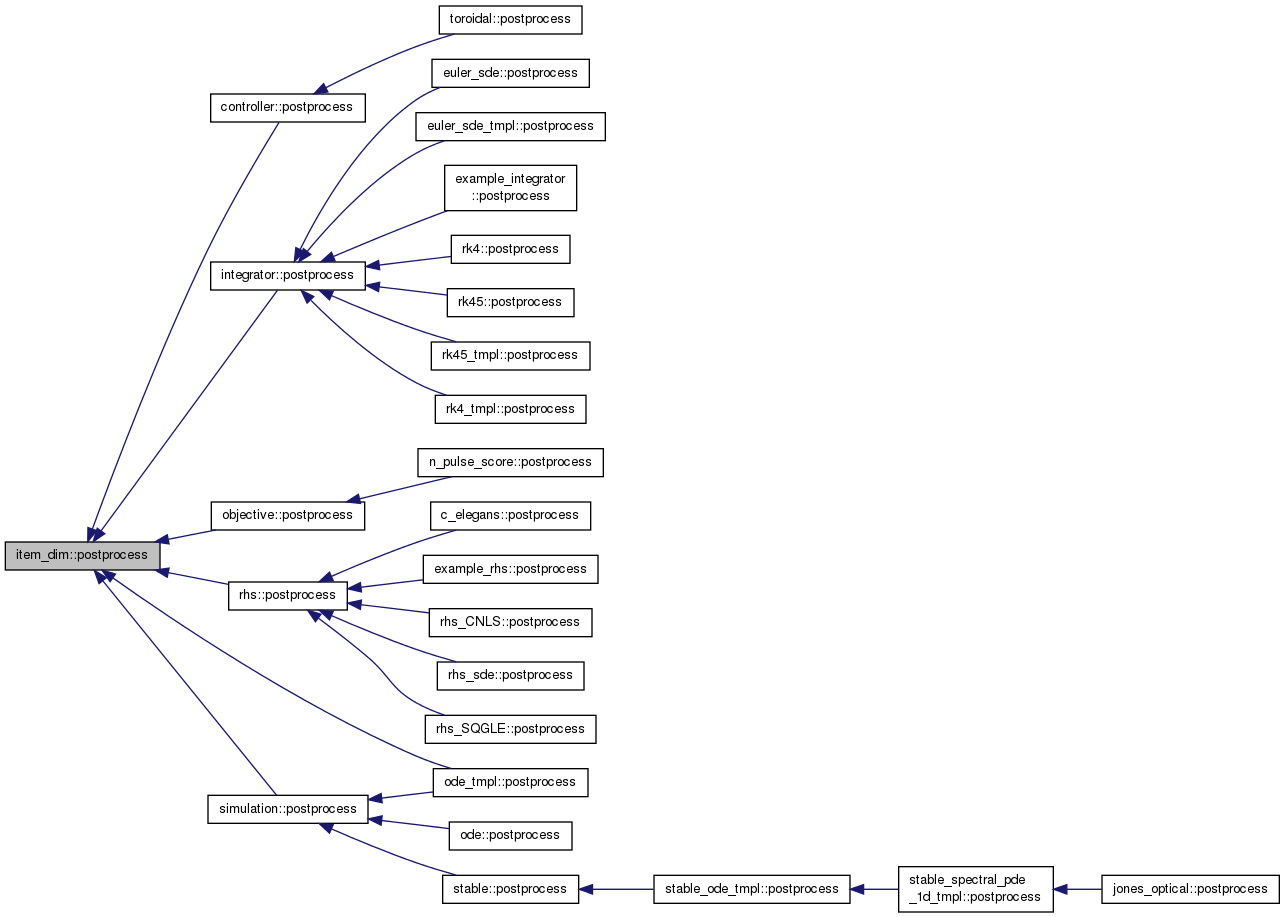 toroidal::postprocess
euler_sde::postprocess
controller::postprocess
euler_sde_tmpl::postprocess
example_integrator
::postprocess
rk4::postprocess
integrator::postprocess
rk45::postprocess
rk45_tmpl::postprocess
rk4_tmpl::postprocess
n_pulse_score::postprocess
objective::postprocess
c_elegans::postprocess
item_dim::postprocess
example_rhs::postprocess
rhs::postprocess
rhs_CNLS::postprocess
rhs_sde::postprocess
rhs_SQGLE::postprocess
ode_tmpl::postprocess
simulation::postprocess
ode::postprocess
stable::postprocess
stable_ode_tmpl::postprocess
stable_spectral_pde
_1d_tmpl::postprocess
jones_optical::postprocess